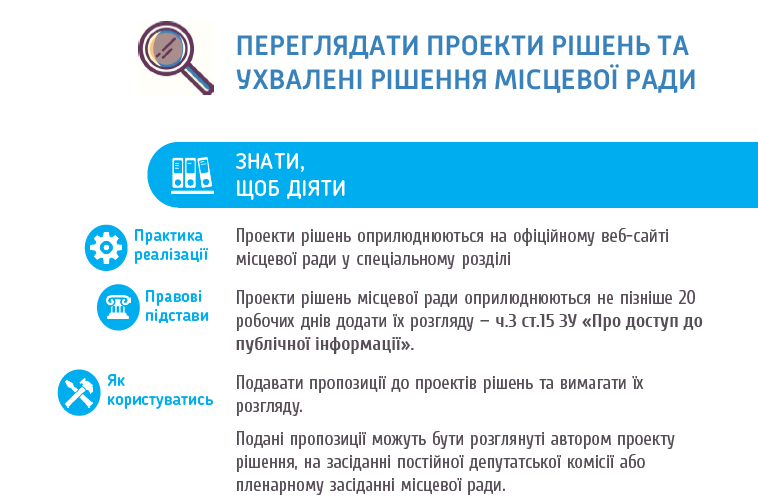 ПЕРЕГЛЯДАТИ ПРОЕКТИ РІШЕНЬ ТА
УХВАЛЕНІ РІШЕННЯ МІСЦЕВОЇ РАДИ
ЗНАТИ,
ЩОБ ДІЯТИ
Практика
реалізації
Проекти рішень оприлюднюються на офіційному веб-сайті
місцевої ради у спеціальному розділі
Правові
підстави
Проекти рішень місцевої ради оприлюднюються не пізніше 20
робочих днів додати їх розгляду – ч.3 ст.15 ЗУ «Про доступ до
публічної інформації».
Як
користуватись
Подавати пропозиції до проектів рішень та вимагати їх
розгляду.
Подані пропозиції можуть бути розглянуті автором проекту
рішення, на засіданні постійної депутатської комісії або
пленарному засіданні місцевої ради.